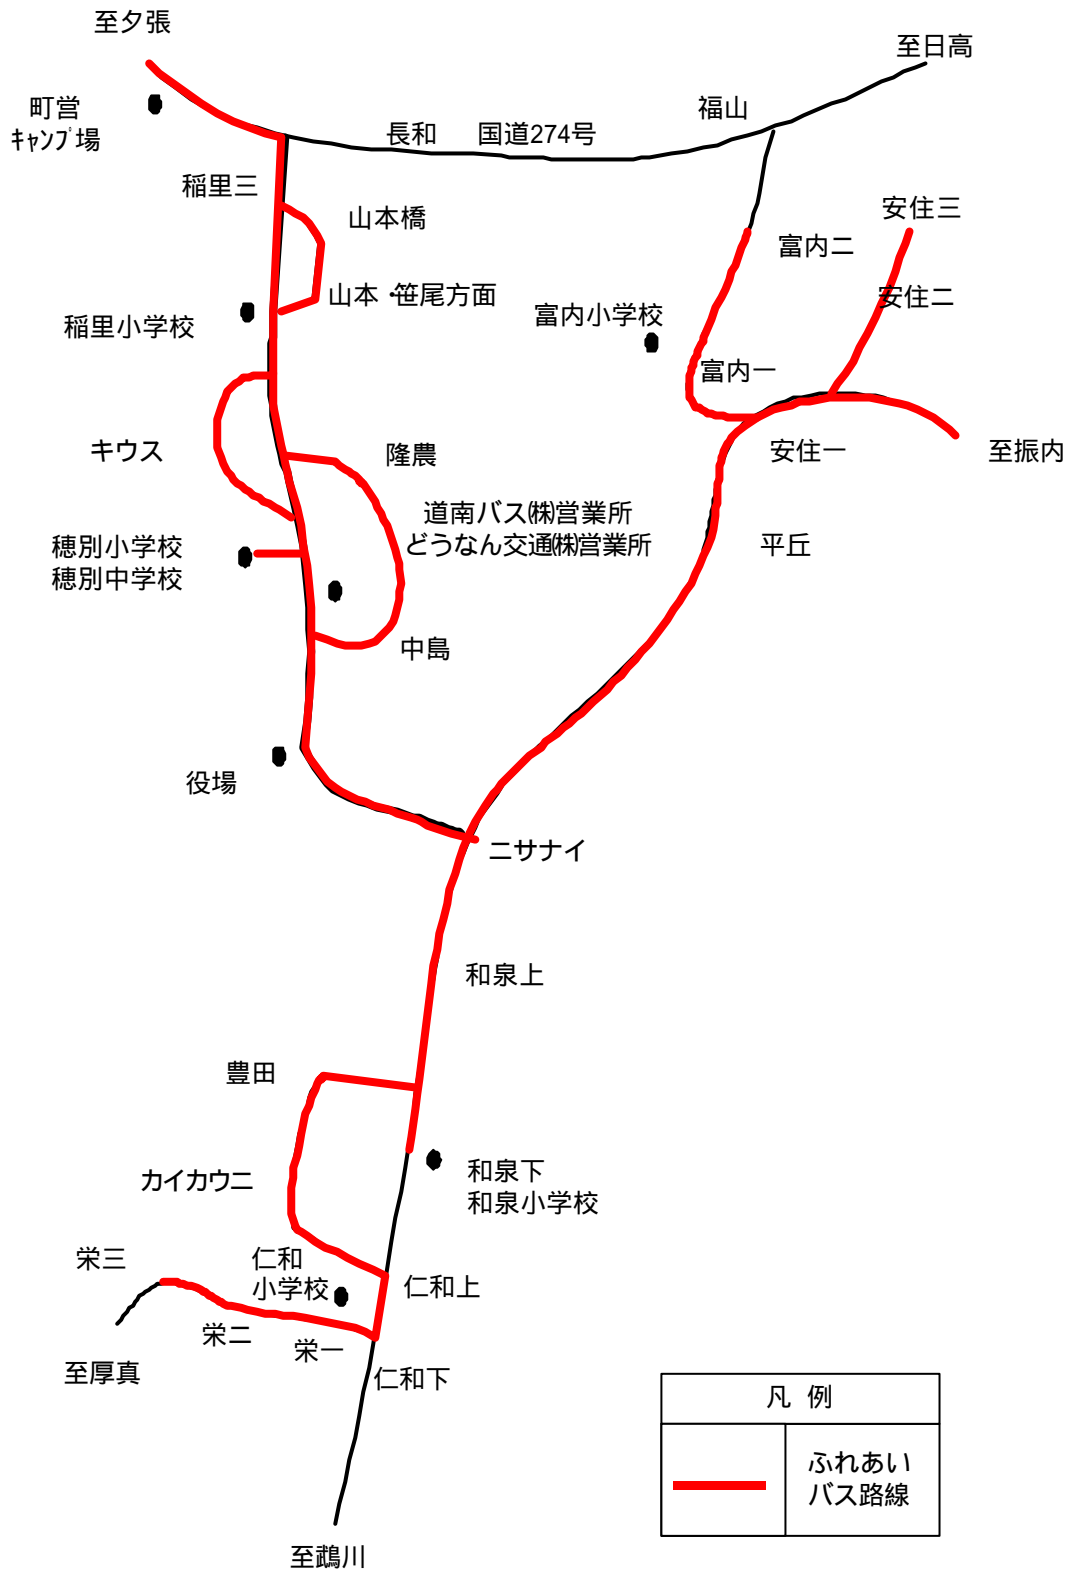 至夕張
至日高
町営
ｷｬﾝﾌﾟ場
福山
長和　国道274号
稲里三
山本橋
安住三
富内二
山本・笹尾方面
安住二
稲里小学校
富内小学校
富内一
キウス
隆農
安住一
至振内
道南バス㈱営業所
どうなん交通㈱営業所
穂別小学校
穂別中学校
平丘
中島
役場
ニサナイ
和泉上
豊田
カイカウニ
和泉下
和泉小学校
栄三
仁和
小学校
仁和上
栄二
栄一
至厚真
仁和下
凡 例
ふれあい
バス路線
至鵡川